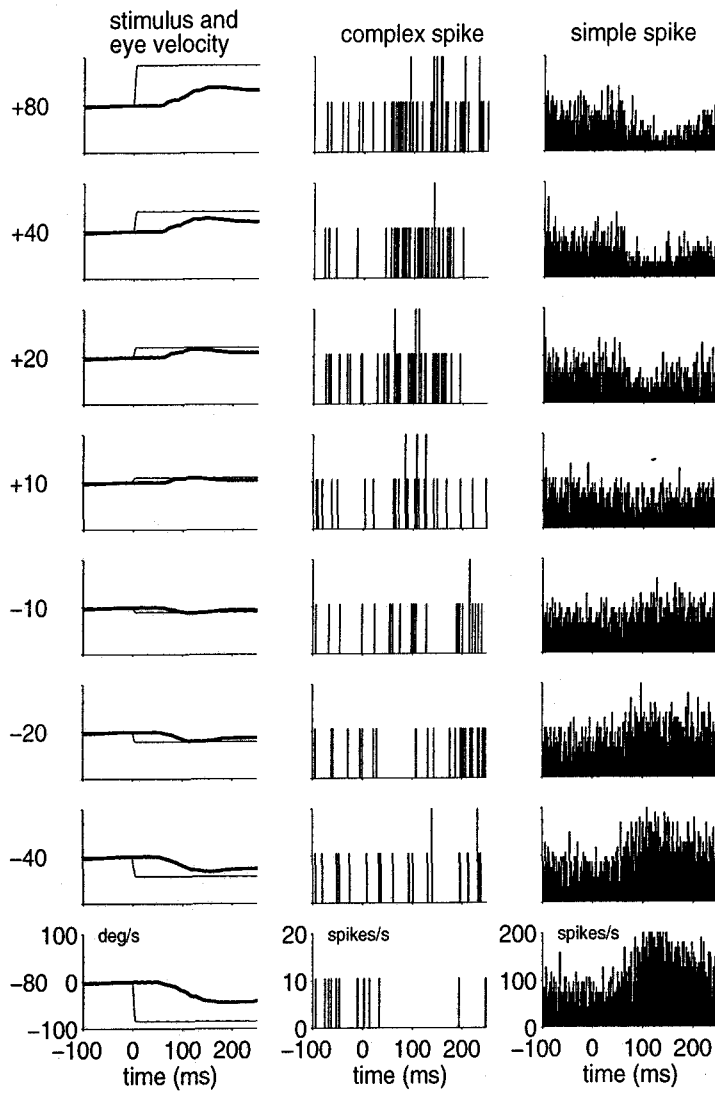 stimulus and
eye velocity
complex spike
simple spike
+80
+40
+20
+10
−10
−20
−40
−80
100
0
−100
deg/s
20
10
0
spikes/s
200
100
0
spikes/s
−100 0 100 200
−100 0 100 200
−100 0 100 200
time (ms)
time (ms)
time (ms)